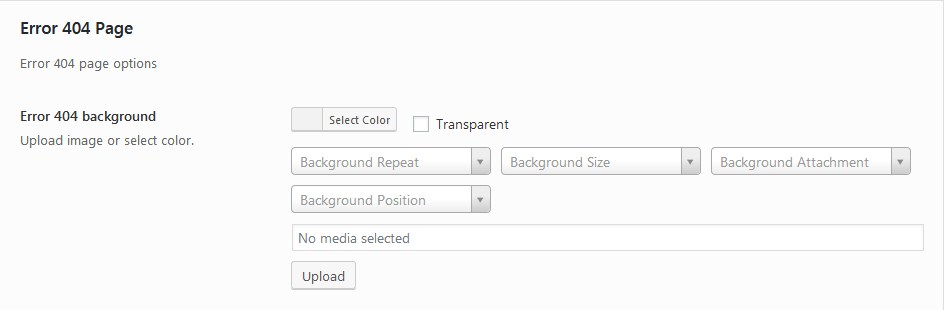 Error 404 Page
Error 404 page options
Error 404 background
Upload image or select color.
Select Color
Transparent
Background Repeat
Background Size
Background Attachment
Background Position
No media selected
Upload